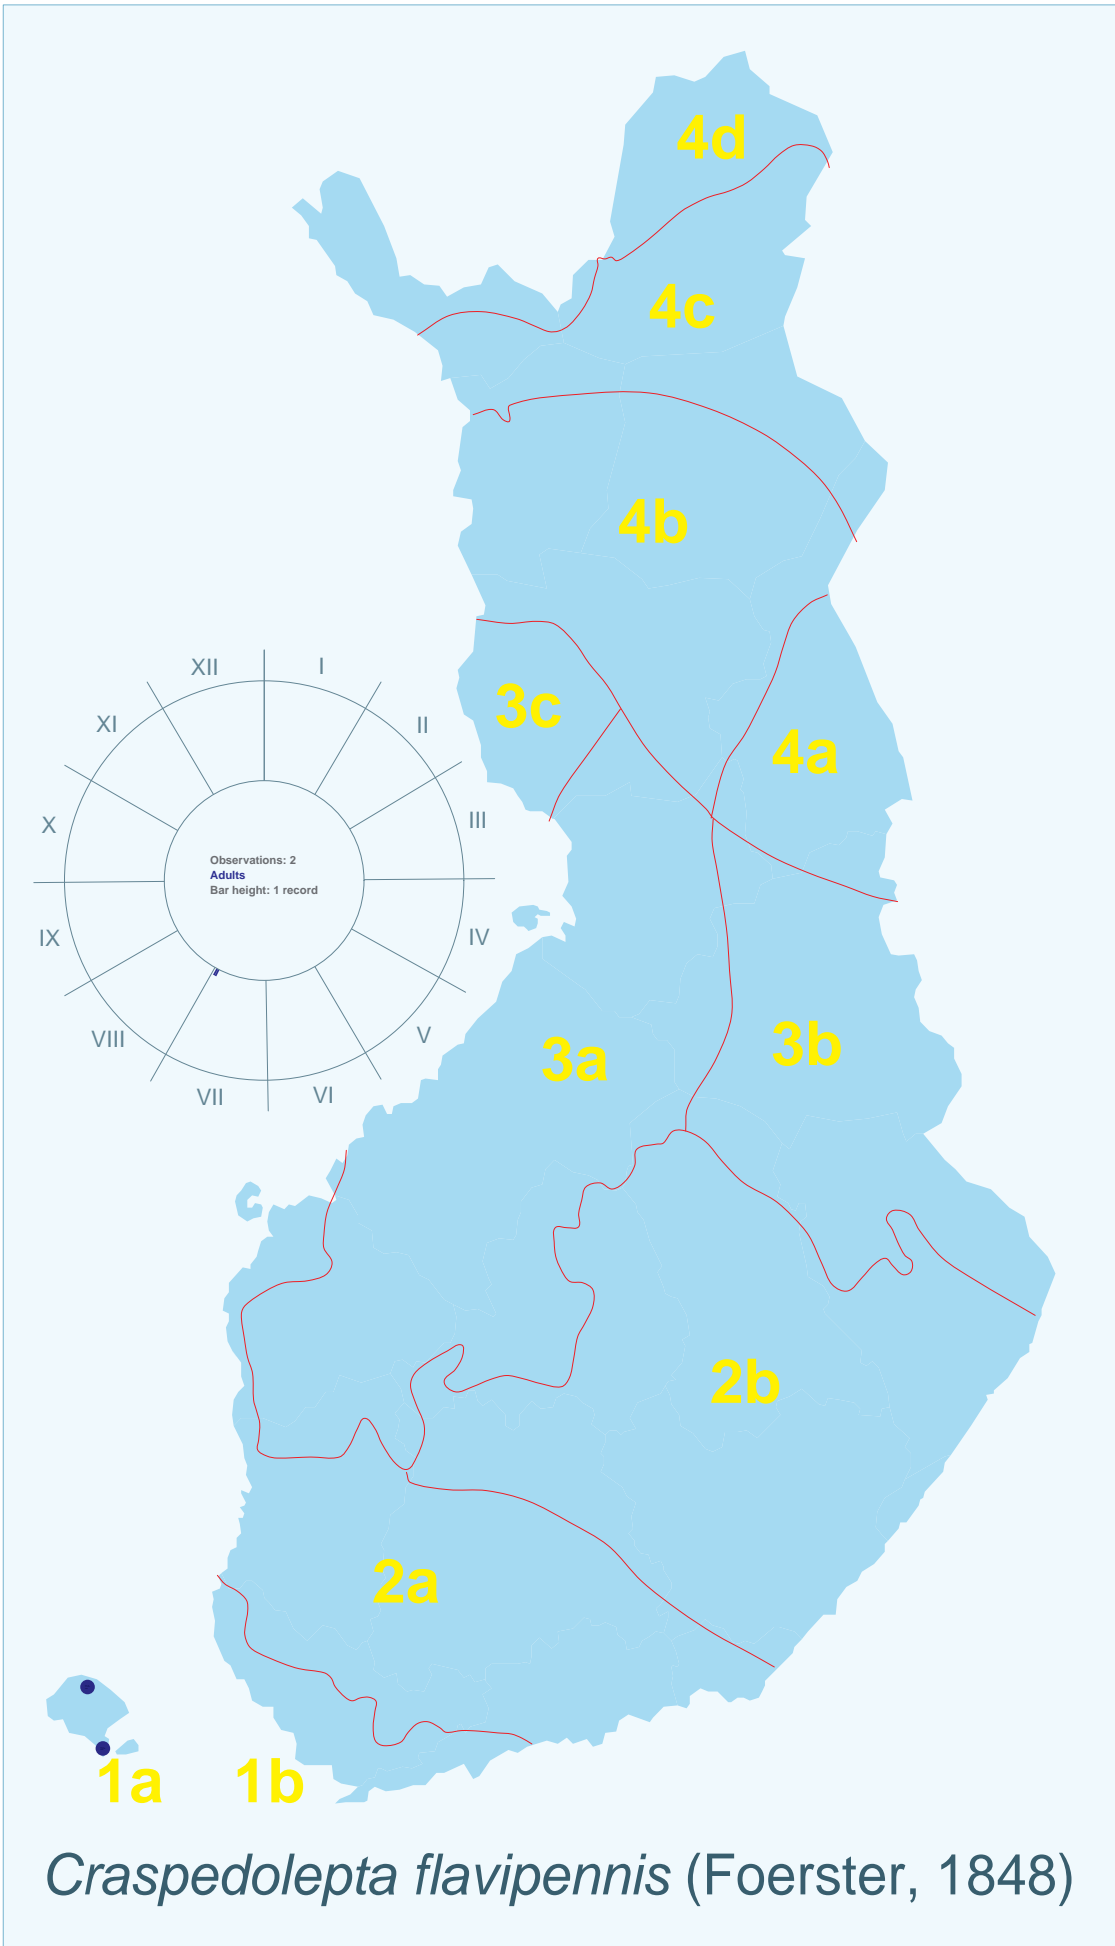 4d
4c
4b
3c
4a
XII
I
XI
II
X
III
Observations: 2
Adults
Bar height: 1 record
IX
IV
VIII
V
VII
VI
3a
3b
2b
2a
1a
1b
Craspedolepta flavipennis (Foerster, 1848)